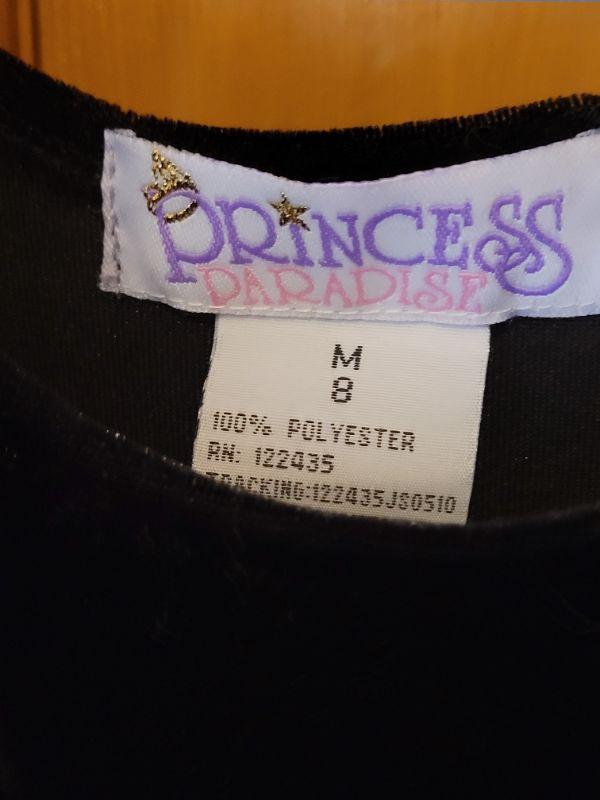 PRINCESS
PARADISE
M
8
100% POLYESTER
RN: 122435
TRACKING:122435JS0510